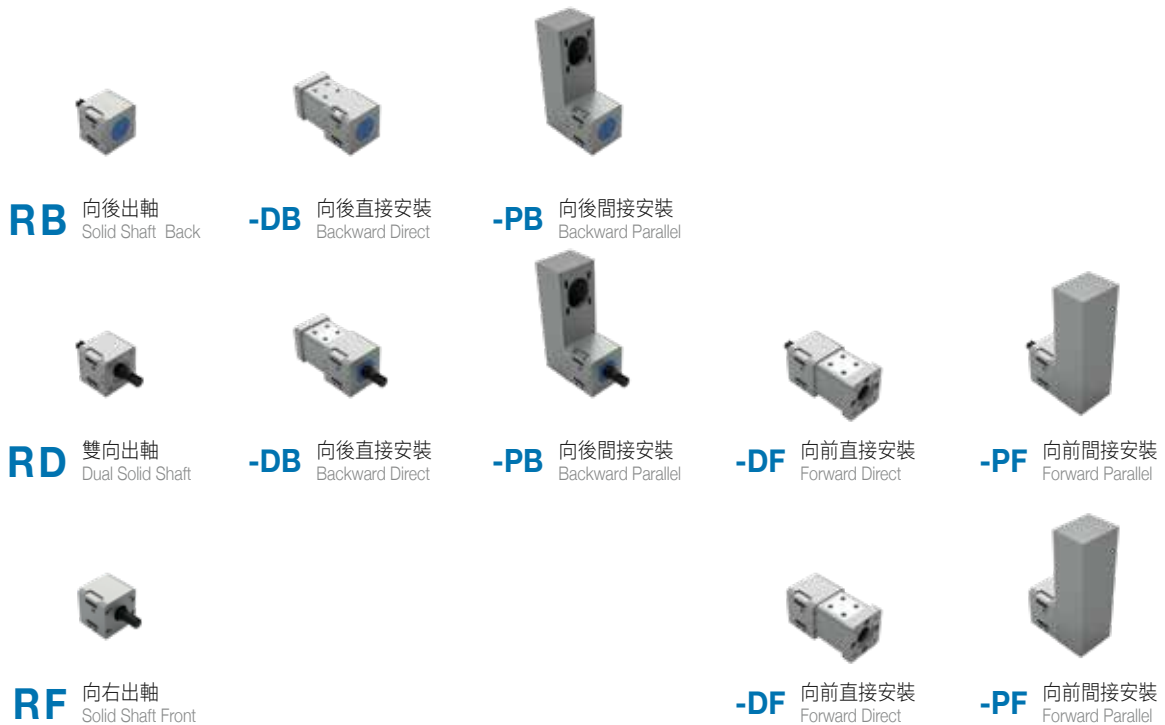 RB 向後出軸
Solid Shaft Back
-DB 向後直接安裝
Backward Direct
-PB 向後間接安裝
Backward Parallel
RD 雙向出軸
Dual Solid Shaft
-DB 向後直接安裝
Backward Direct
-PB 向後間接安裝
Backward Parallel
-DF 向前直接安裝
Forward Direct
-PF 向前間接安裝
Forward Parallel
RF 向右出軸
Solid Shaft Front
-DF 向前直接安裝
Forward Direct
-PF 向前間接安裝
Forward Parallel